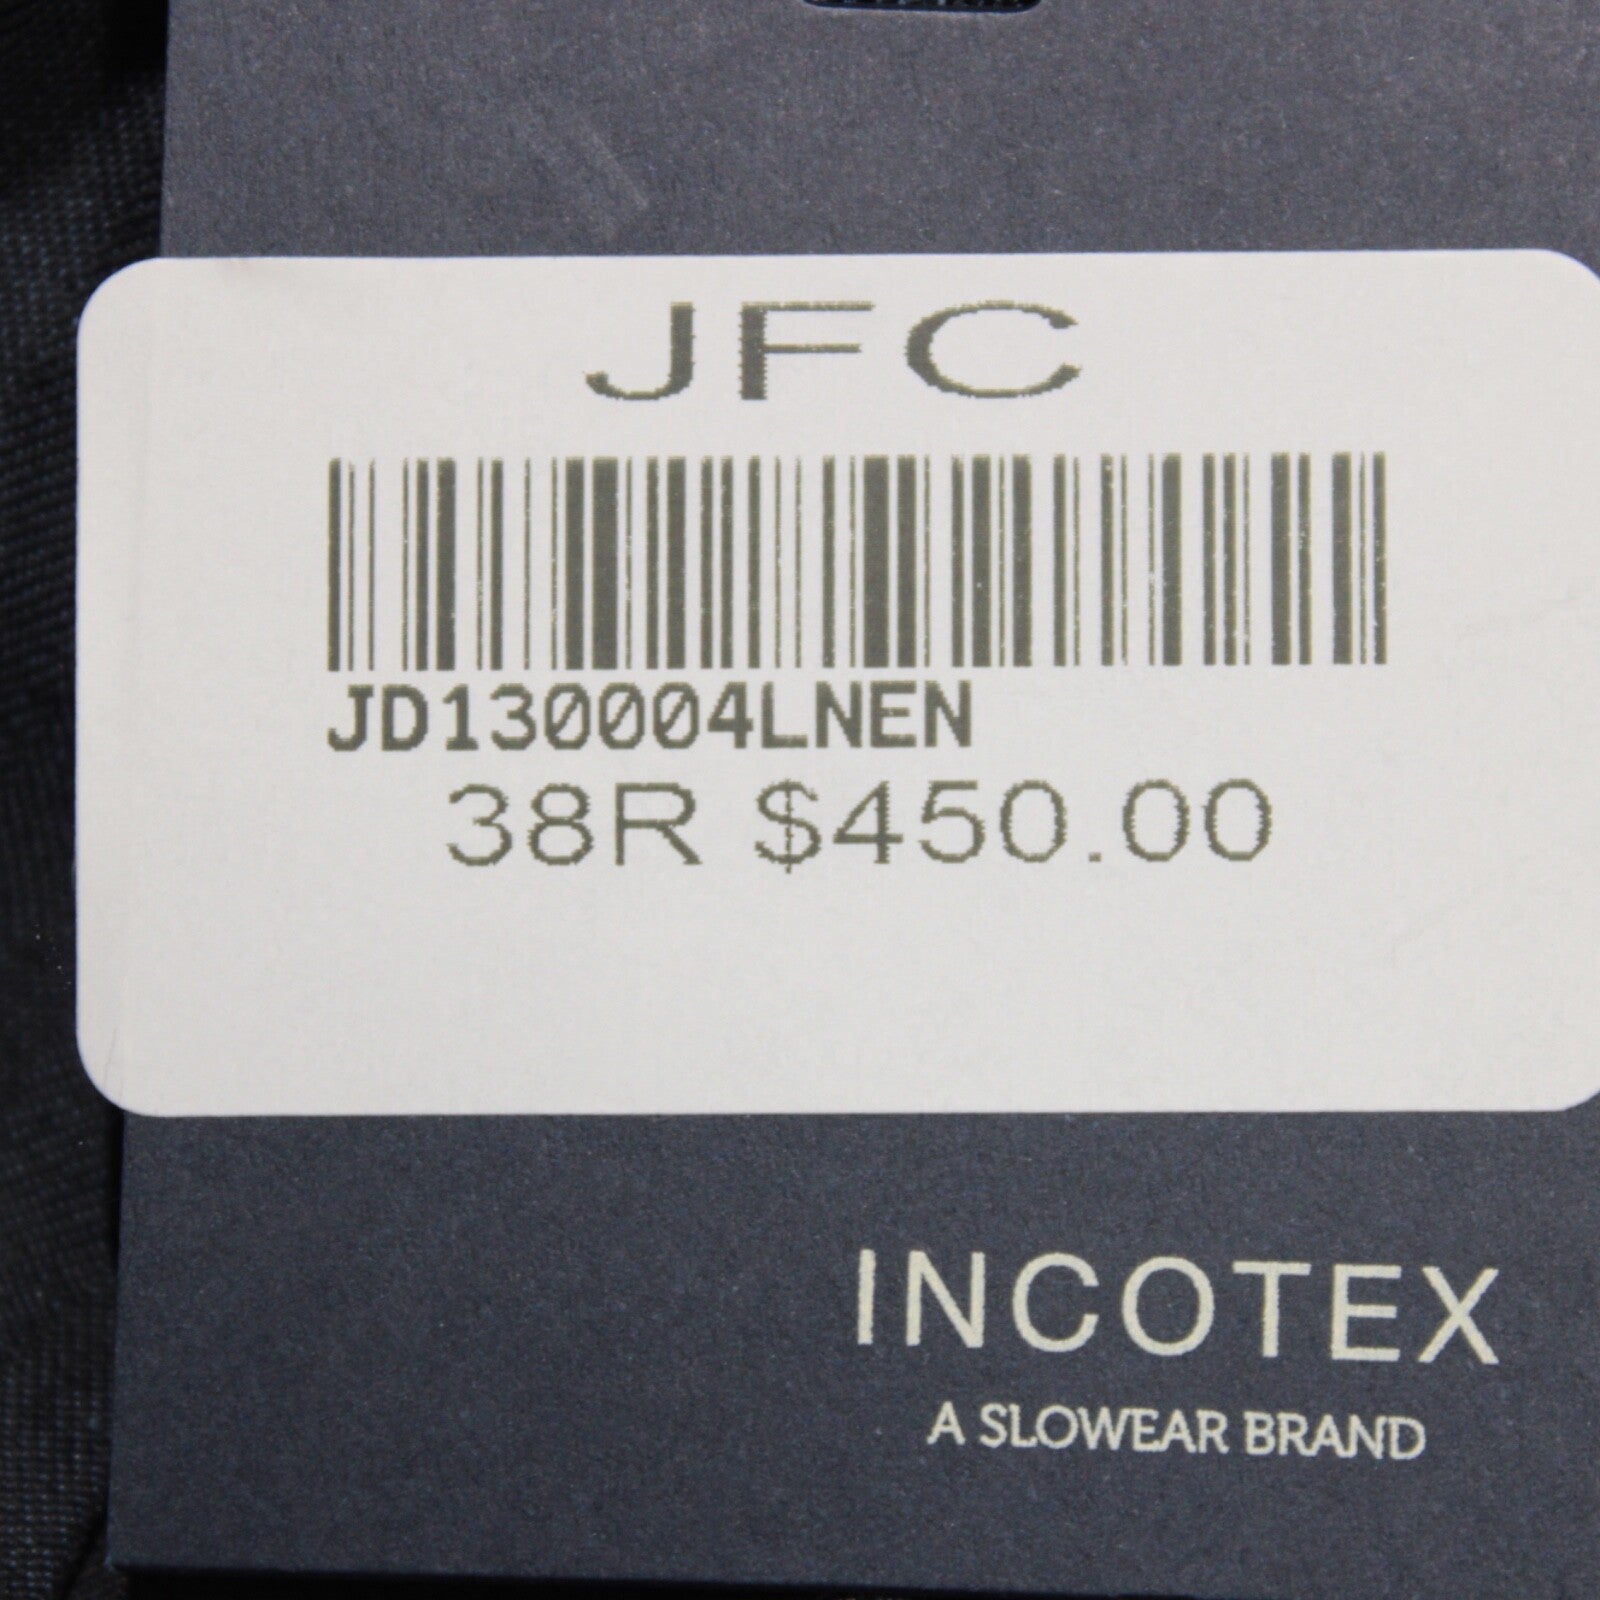 JFC
JD130004LNEN
38R $450.00
INCOTEX
A SLOWEAR BRAND